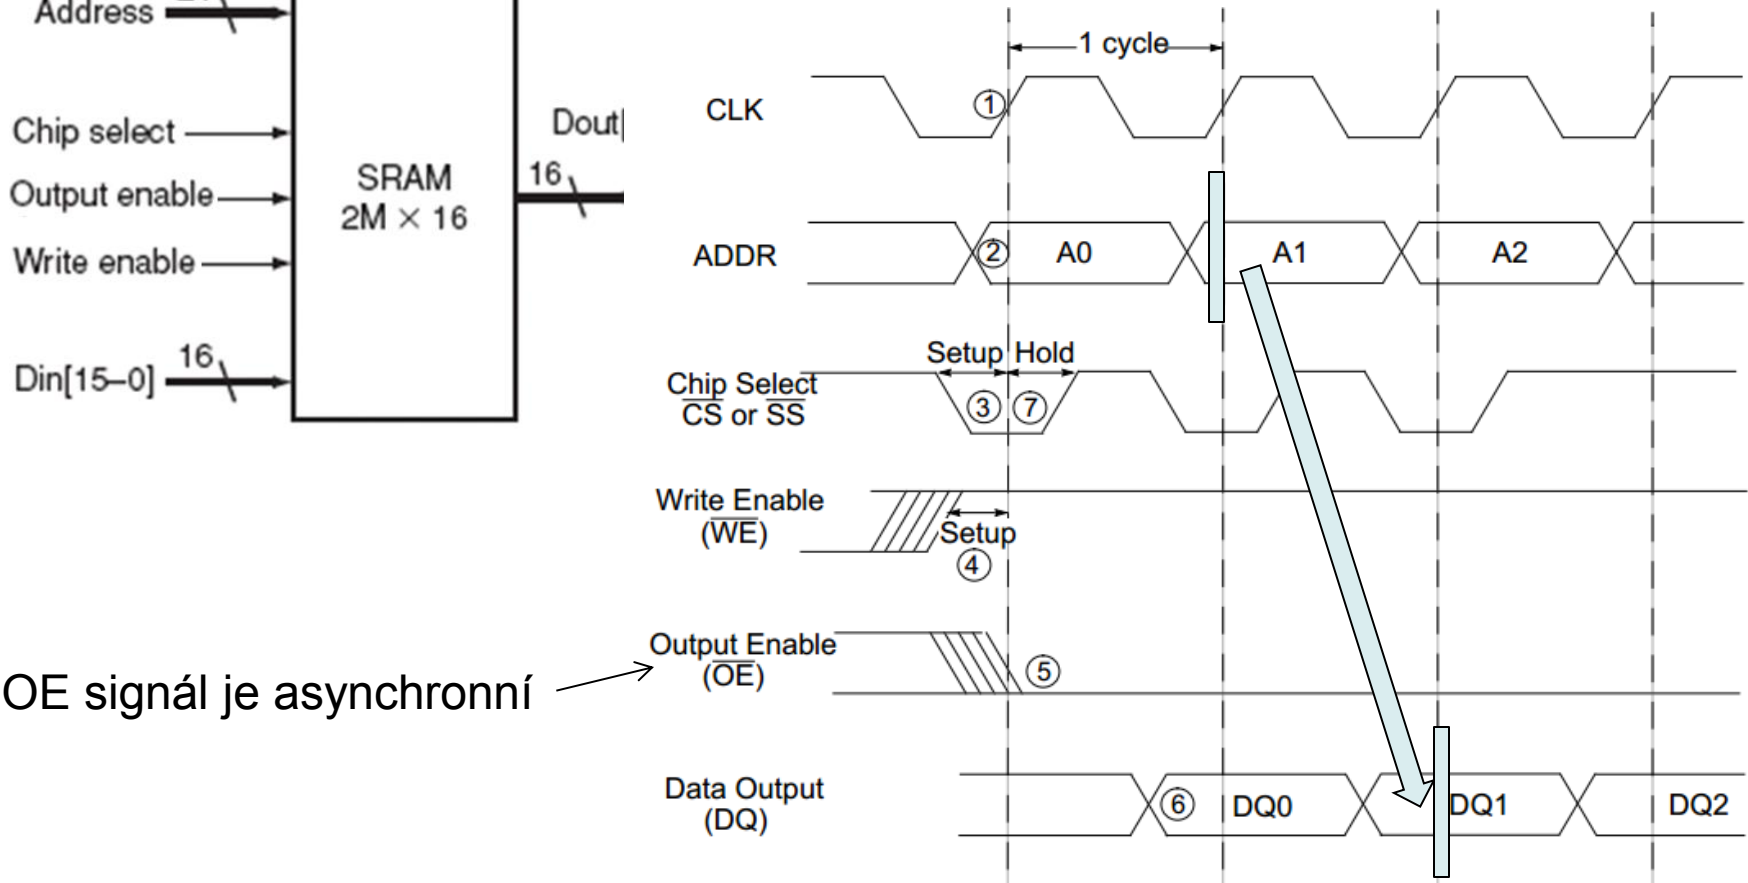 Address
Chip select
Output enable
Write enable
Din[15–0]
16
SRAM
2M × 16
Dout[
16
OE signál je asynchronní
1 cycle
CLK
①
ADDR
②
A0
A1
A2
Setup
Hold
Chip Select
CS or SS
③
⑦
Write Enable
(WE)
Setup
④
Output Enable
(OE)
⑤
Data Output
(DQ)
⑥
DQ0
DQ1
DQ2